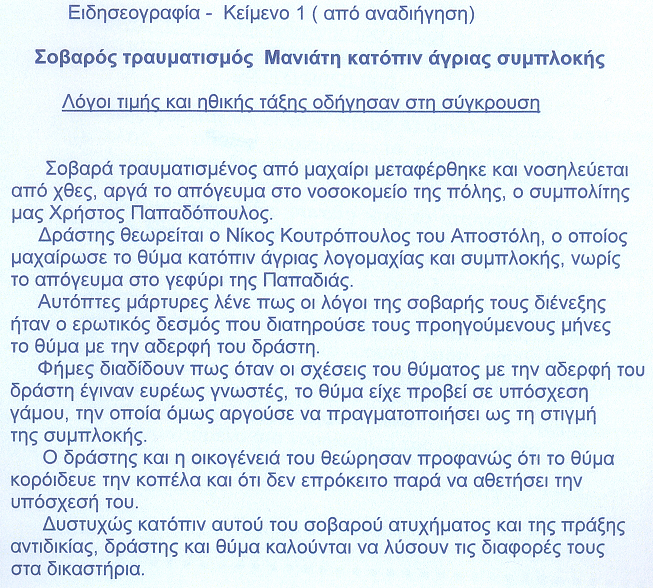 Ειδησεογραφία - Κείμενο 1 ( από αναδιήγηση)
Σοβαρός τραυματισμός Μανιάτη κατόπιν άγριας συμπλοκής
Λόγοι τιμής και ηθικής τάξης οδήγησαν στη σύγκρουση
Σοβαρά τραυματισμένος από μαχαίρι μεταφέρθηκε και νοσηλεύεται
από χθες, αργά το απόγευμα στο νοσοκομείο της πόλης, ο συμπολίτης
μας Χρήστος Παπαδόπουλος.
Δράστης θεωρείται ο Νίκος Κουτρόπουλος του Αποστόλη, ο οποίος
μαχαίρωσε το θύμα κατόπιν άγριας λογομαχίας και συμπλοκής, νωρίς
το απόγευμα στο γεφύρι της Παπαδιάς.
Αυτόπτες μάρτυρες λένε πως οι λόγοι της σοβαρής τους διένεξης
ήταν ο ερωτικός δεσμός που διατηρούσε τους προηγούμενους μήνες
το θύμα με την αδερφή του δράστη.
Φήμες διαδίδουν πως όταν οι σχέσεις του θύματος με την αδερφή του
δράστη έγιναν ευρέως γνωστές, το θύμα είχε προβεί σε υπόσχεση
γάμου, την οποία όμως αργούσε να πραγματοποιήσει ως τη στιγμή
της συμπλοκής.
Ο δράστης και η οικογένειά του θεώρησαν προφανώς ότι το θύμα
κορόιδευε την κοπέλα και ότι δεν επρόκειτο παρά να αθετήσει την
υπόσχεσή του.
Δυστυχώς κατόπιν αυτού του σοβαρού ατυχήματος και της πράξης
αντιδικίας, δράστης και θύμα καλούνται να λύσουν τις διαφορές τους
στα δικαστήρια.